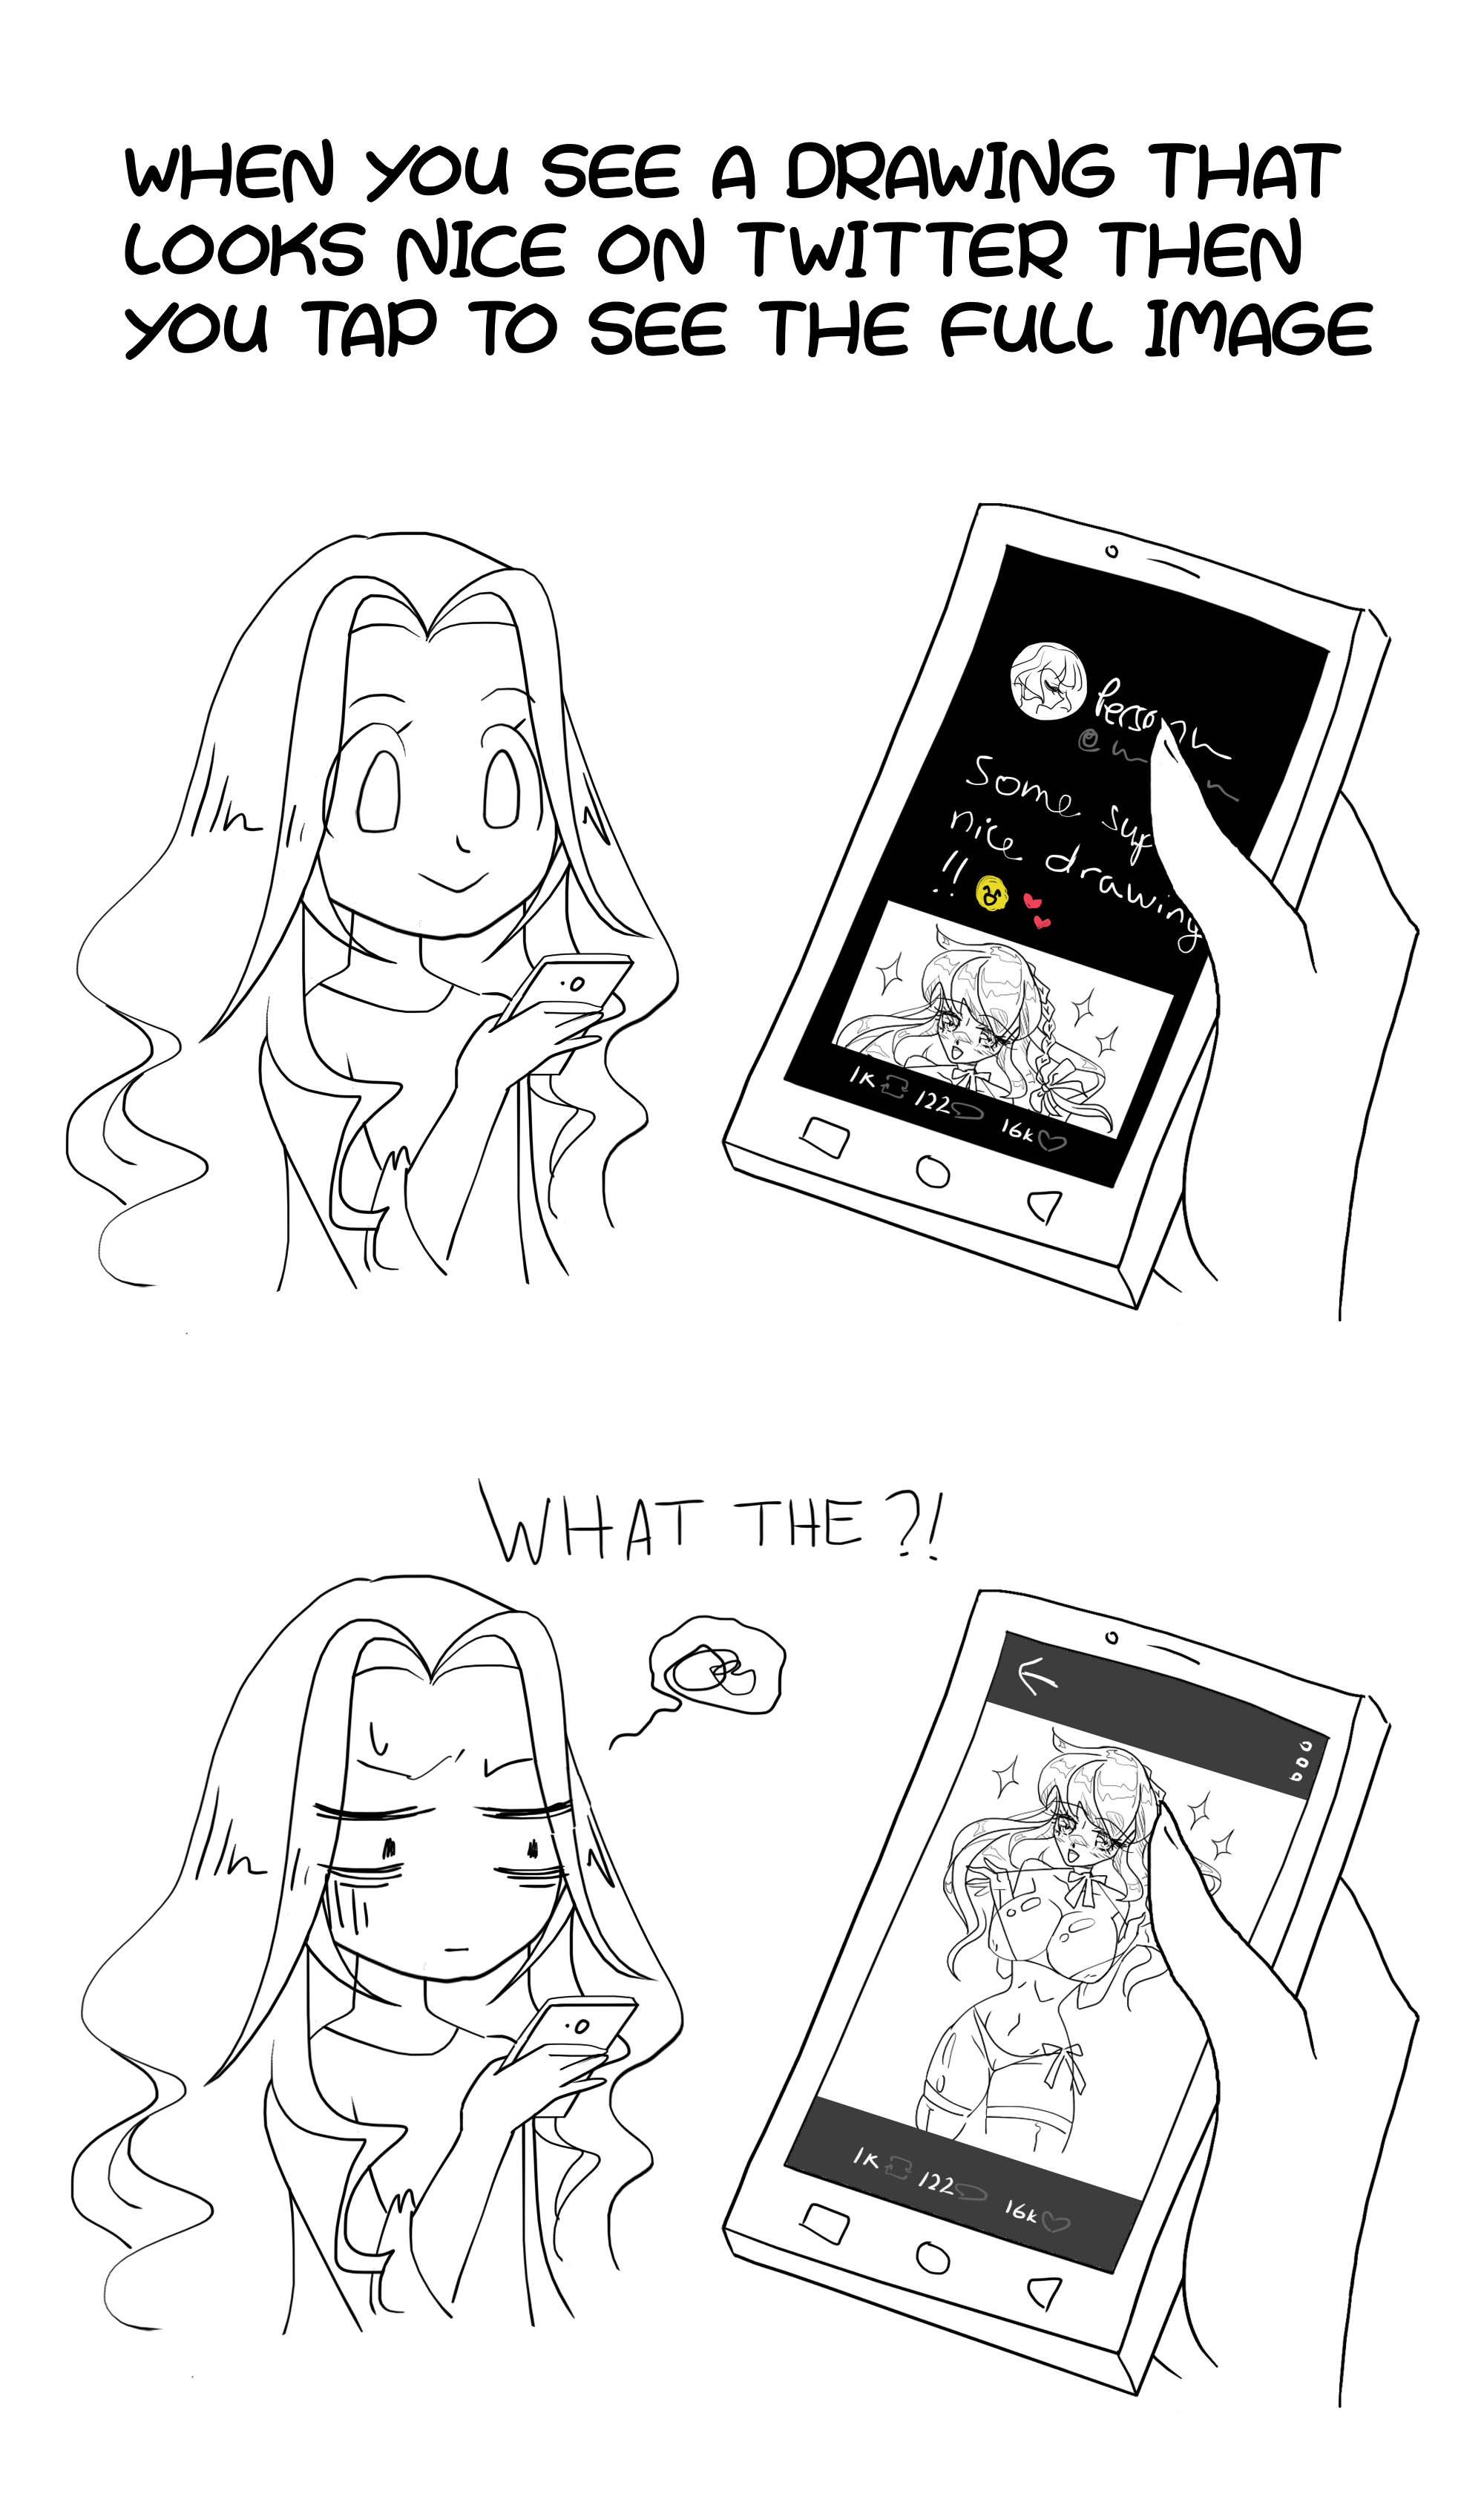 WHEN YOU SEE A DRAWING THAT
LOOKS NICE ON TWITTER THEN
YOU TAP TO SEE THE FULL IMAGE
some sup
nice drawing
!!
1K 122 16K
WHAT THE?!
1K 122 16K